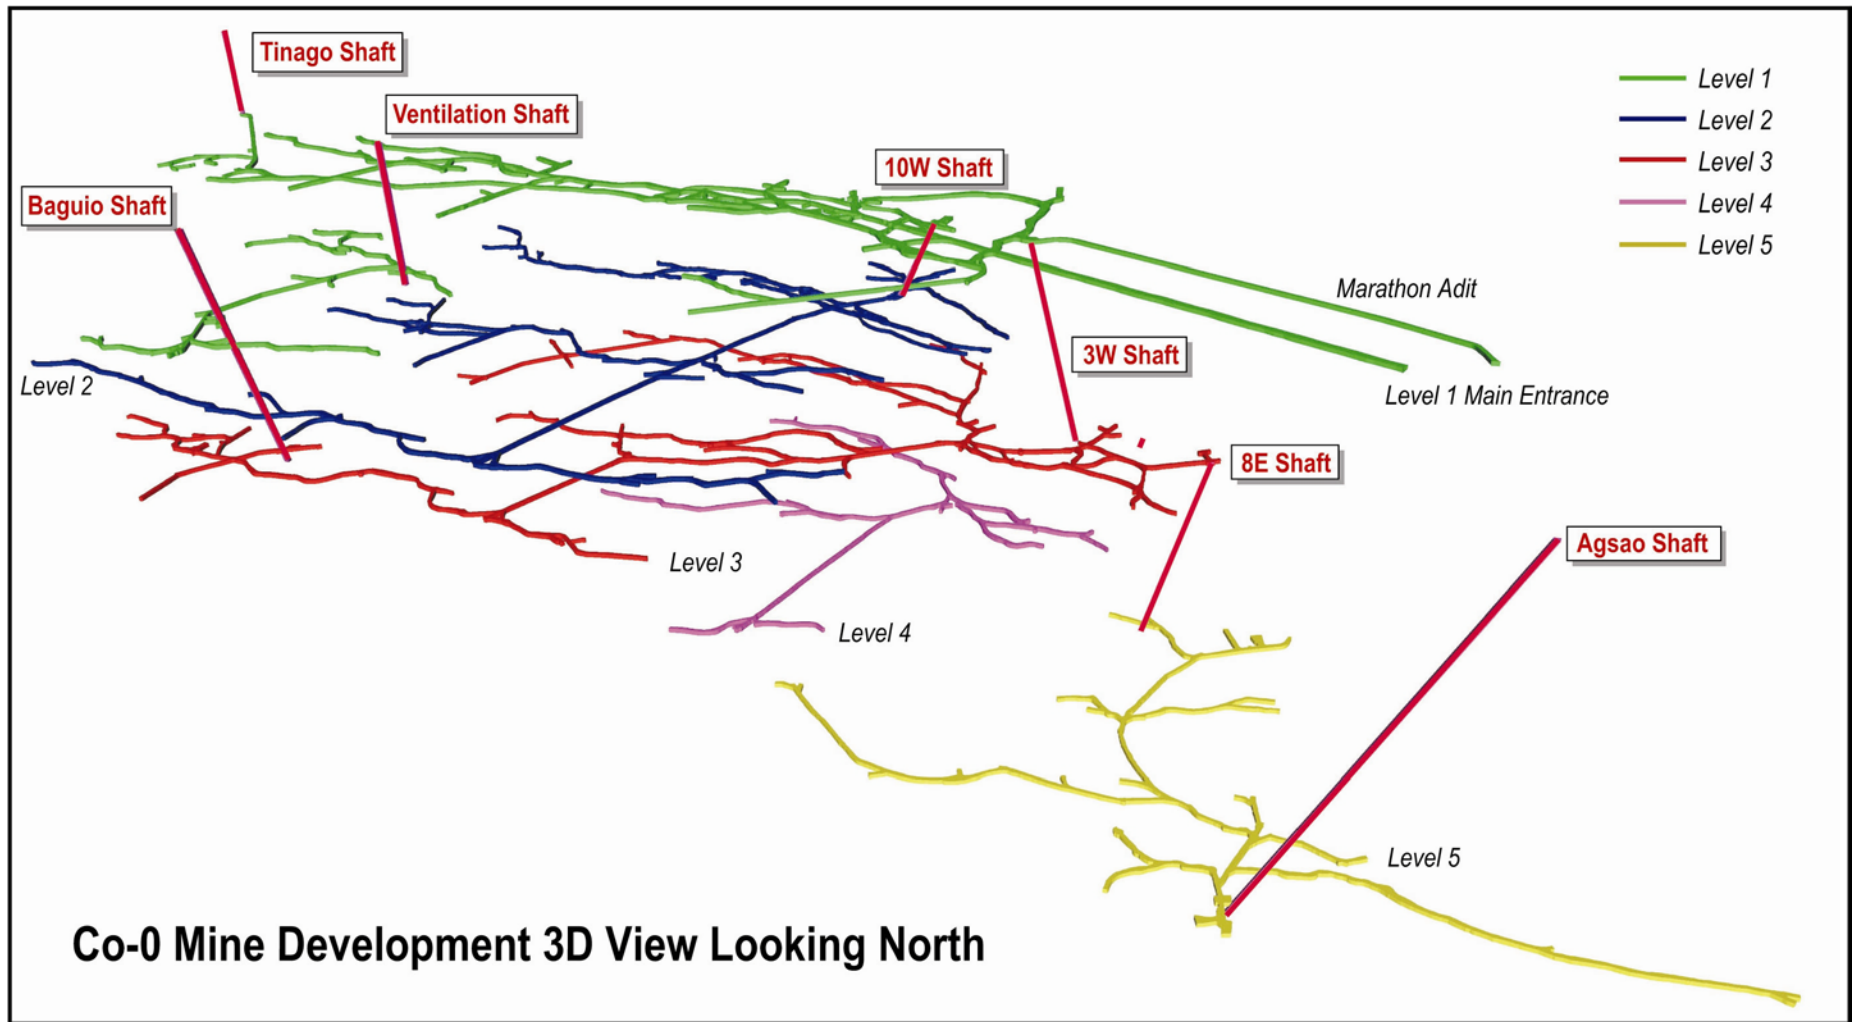 Tinago Shaft
Ventilation Shaft
10W Shaft
Baguio Shaft
Level 1
Level 2
Level 3
Level 4
Level 5
Marathon Adit
3W Shaft
Level 2
Level 1 Main Entrance
8E Shaft
Level 3
Agsao Shaft
Level 4
Level 5
Co-0 Mine Development 3D View Looking North